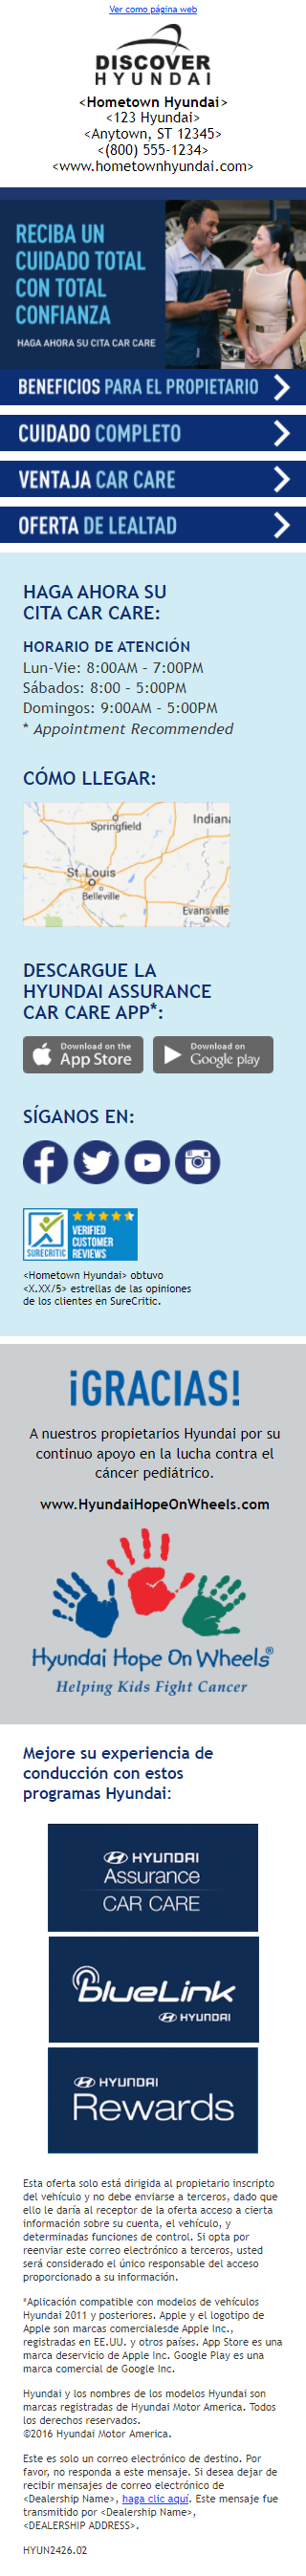 Ver como página web
DISCOVER
HYUNDAI
<Hometown Hyundai>
<123 Hyundai>
<Anytown, ST 12345>
<(800) 555-1234>
<www.hometownhyundai.com>
RECIBA UN
CUIDADO TOTAL
CON TOTAL
CONFIANZA
HAGA AHORA SU CITA CAR CARE
BENEFICIOS PARA EL PROPIETARIO
CUIDADO COMPLETO
VENTAJA CAR CARE
OFERTA DE LEALTAD
HAGA AHORA SU
CITA CAR CARE:
HORARIO DE ATENCIÓN
Lun-Vie: 8:00AM - 7:00PM
Sábados: 8:00 - 5:00PM
Domingos: 9:00AM - 5:00PM
* Appointment Recommended
CÓMO LLEGAR:
Springfield
Indiana
St. Louis
Belleville
Evansville
DESCARGUE LA
HYUNDAI ASSURANCE
CAR CARE APP*:
Download on the
App Store
Download on
Google play
SÍGANOS EN:
SURECRITIC
VERIFIED
CUSTOMER
REVIEWS
<Hometown Hyundai> obtuvo
<X.XX/5> estrellas de las opiniones
de los clientes en SureCritic.
¡GRACIAS!
A nuestros propietarios Hyundai por su
continuo apoyo en la lucha contra el
cáncer pediátrico.
www.HyundaiHopeOnWheels.com
Hyundai Hope On Wheels®
Helping Kids Fight Cancer
Mejore su experiencia de
conducción con estos
programas Hyundai:
HYUNDAI
Assurance
CAR CARE
blueLink
HYUNDAI
HYUNDAI
Rewards
Esta oferta solo está dirigida al propietario inscripto
del vehículo y no debe enviarse a terceros, dado que
ello le daría al receptor de la oferta acceso a cierta
información sobre su cuenta, el vehículo, y
determinadas funciones de control. Si opta por
reenviar este correo electrónico a terceros, usted
será considerado el único responsable del acceso
proporcionado a su información.
*Aplicación compatible con modelos de vehículos
Hyundai 2011 y posteriores. Apple y el logotipo de
Apple son marcas comercialesde Apple Inc.,
registradas en EE.UU. y otros países. App Store es una
marca deservicio de Apple Inc. Google Play es una
marca comercial de Google Inc.
Hyundai y los nombres de los modelos Hyundai son
marcas registradas de Hyundai Motor America. Todos
los derechos reservados.
©2016 Hyundai Motor America.
Este es solo un correo electrónico de destino. Por
favor, no responda a este mensaje. Si desea dejar de
recibir mensajes de correo electrónico de
<Dealership Name>, haga clic aquí. Este mensaje fue
transmitido por <Dealership Name>,
<DEALERSHIP ADDRESS>.
HYUN2426.02